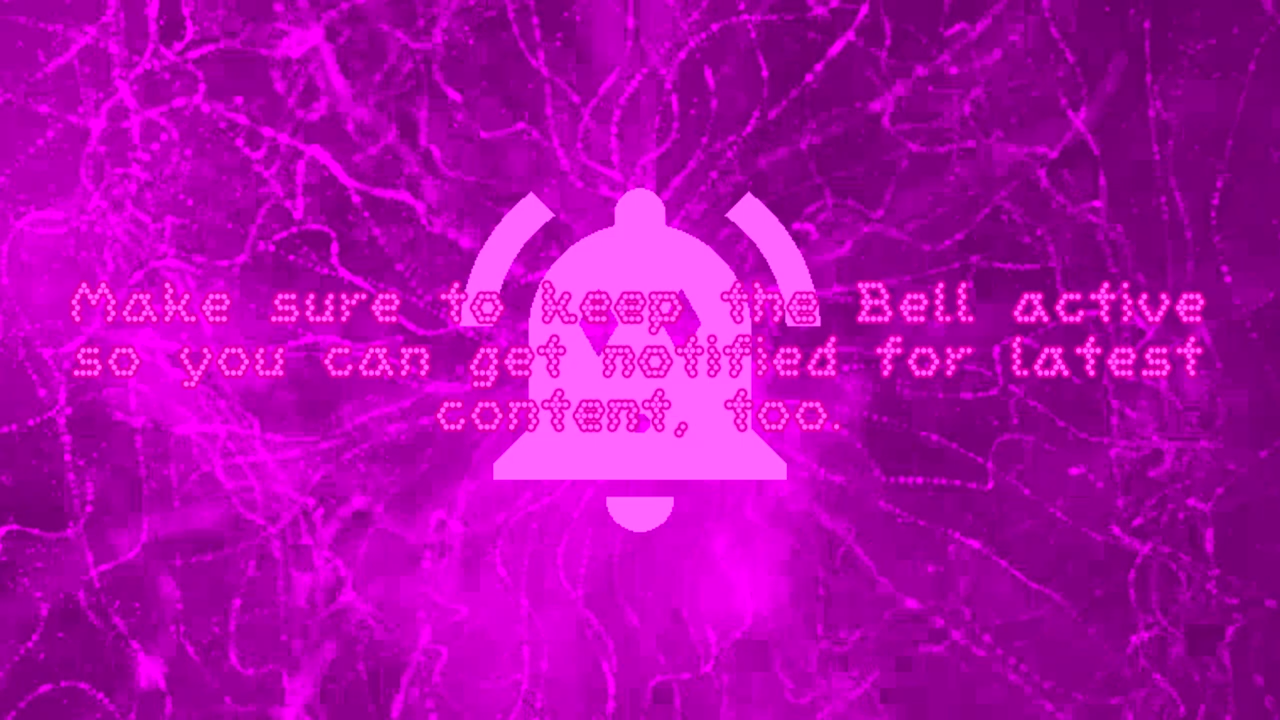 Make sure to keep the Bell active
so you can get notified for latest
content, too.